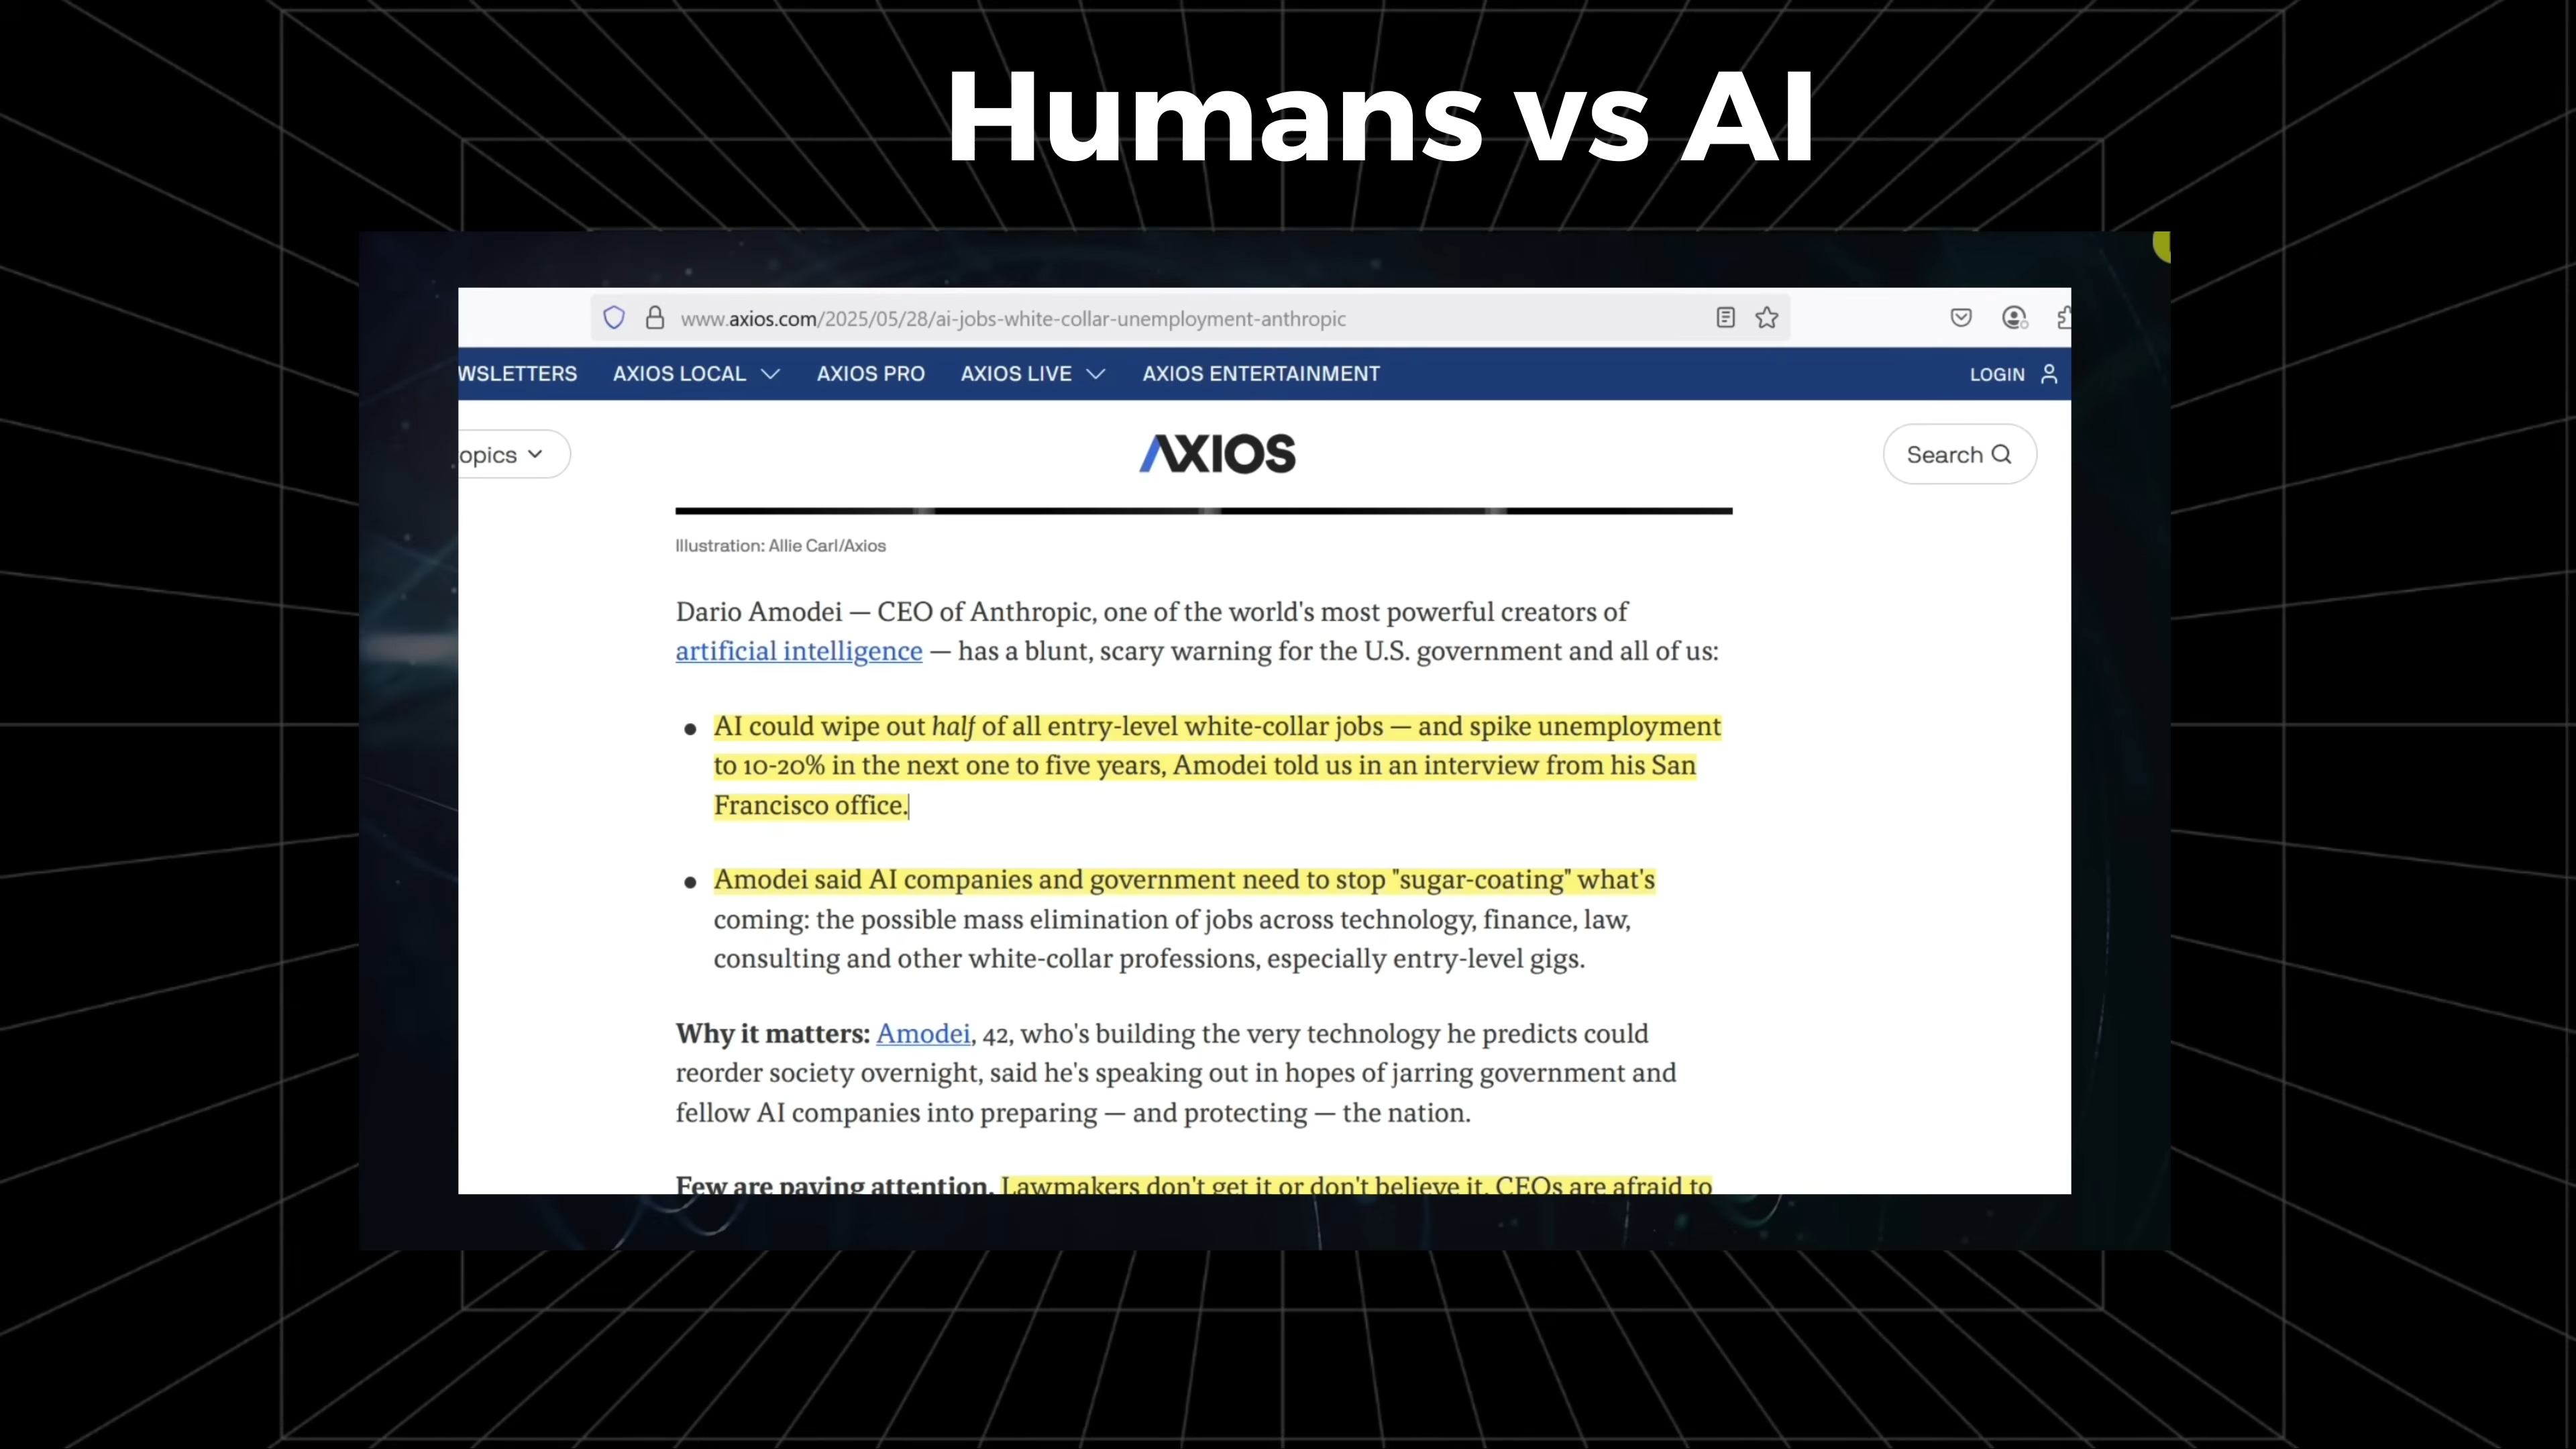 Humans vs AI
www.axios.com/2025/05/28/ai-jobs-white-collar-unemployment-anthropic
WSLETTERS AXIOS LOCAL AXIOS PRO AXIOS LIVE AXIOS ENTERTAINMENT LOGIN
opics AXIOS Search
Illustration: Allie Carl/Axios
Dario Amodei — CEO of Anthropic, one of the world's most powerful creators of
artificial intelligence — has a blunt, scary warning for the U.S. government and all of us:
● AI could wipe out half of all entry-level white-collar jobs — and spike unemployment
to 10-20% in the next one to five years, Amodei told us in an interview from his San
Francisco office.
● Amodei said AI companies and government need to stop "sugar-coating" what's
coming: the possible mass elimination of jobs across technology, finance, law,
consulting and other white-collar professions, especially entry-level gigs.
Why it matters: Amodei, 42, who's building the very technology he predicts could
reorder society overnight, said he's speaking out in hopes of jarring government and
fellow AI companies into preparing — and protecting — the nation.
Few are paying attention. Lawmakers don't get it or don't believe it. CEOs are afraid to